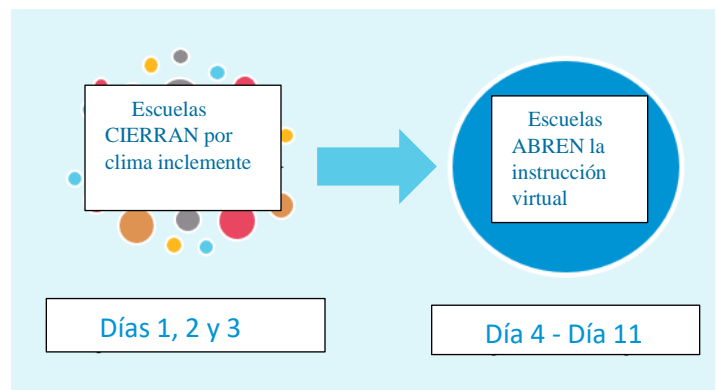 Escuelas
CIERRAN por
clima inclemente
Escuelas
ABREN la
instrucción
virtual
Días 1, 2 y 3
Día 4 - Día 11